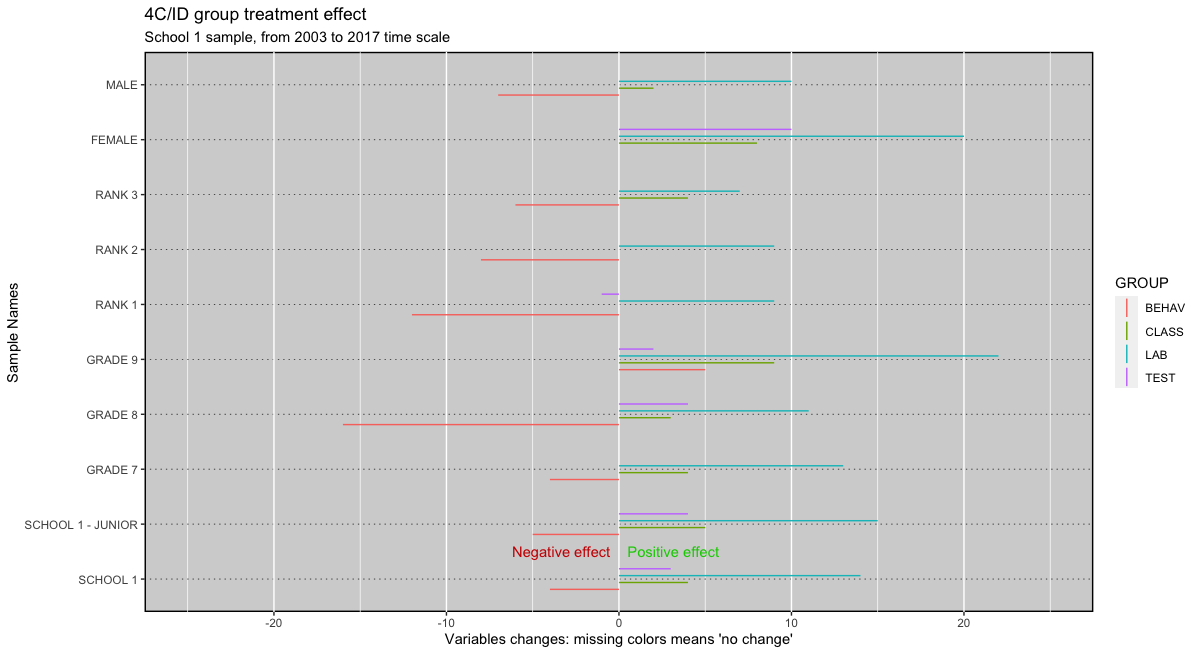 4C/ID group treatment effect
School 1 sample, from 2003 to 2017 time scale
Sample Names
MALE
FEMALE
RANK 3
RANK 2
RANK 1
GRADE 9
GRADE 8
GRADE 7
SCHOOL 1 - JUNIOR
SCHOOL 1
Negative effect Positive effect
-20 -10 0 10 20
Variables changes: missing colors means 'no change'
GROUP
BEHAV
CLASS
LAB
TEST